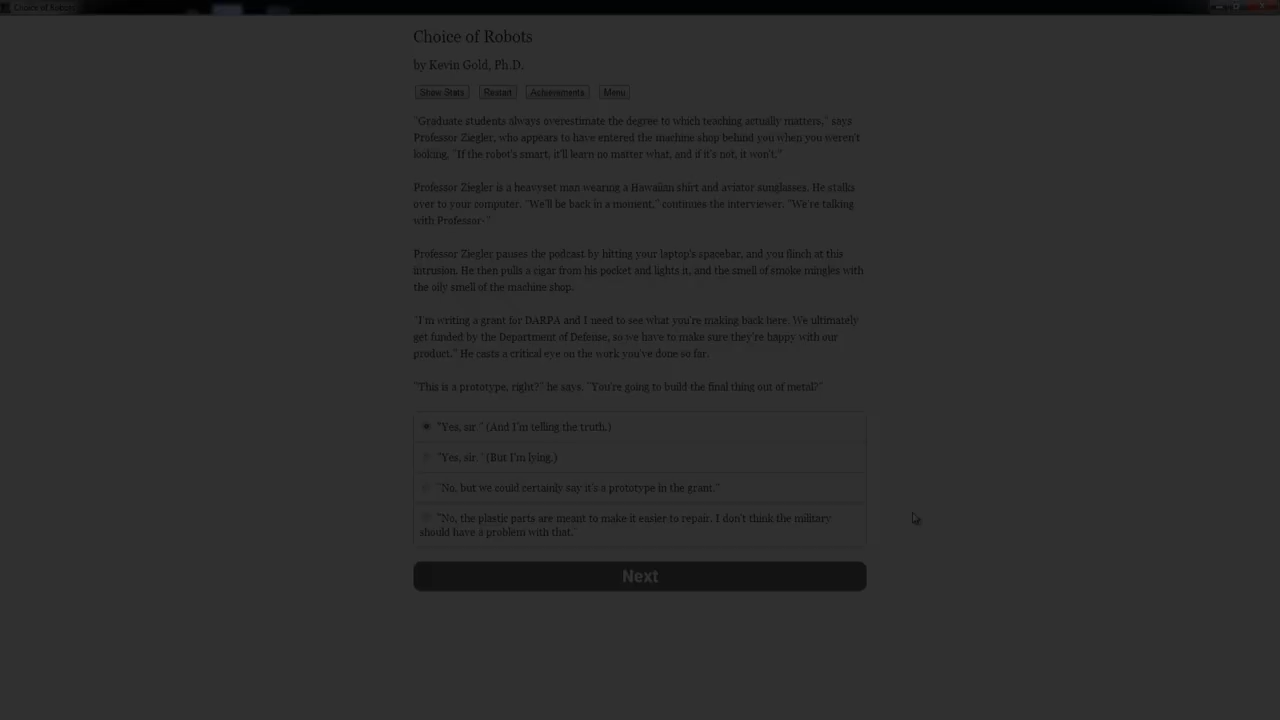 Choice of Robots
Choice of Robots
by Kevin Gold, Ph.D.
Show Stats Restart Achievements Menu
"Graduate students always overestimate the degree to which teaching actually matters," says
Professor Ziegler, who appears to have entered the machine shop behind you when you weren't
looking. "If the robot's smart, it'll learn no matter what, and if it's not, it won't."
Professor Ziegler is a heavyset man wearing a Hawaiian shirt and aviator sunglasses. He stalks
over to your computer. "We'll be back in a moment," continues the interviewer. "We're talking
with Professor-"
Professor Ziegler pauses the podcast by hitting your laptop's spacebar, and you flinch at this
intrusion. He then pulls a cigar from his pocket and lights it, and the smell of smoke mingles with
the oily smell of the machine shop.
"I'm writing a grant for DARPA and I need to see what you're making back here. We ultimately
get funded by the Department of Defense, so we have to make sure they're happy with our
product." He casts a critical eye on the work you've done so far.
"This is a prototype, right?" he says. "You're going to build the final thing out of metal?"
"Yes, sir." (And I'm telling the truth.)
"Yes, sir." (But I'm lying.)
"No, but we could certainly say it's a prototype in the grant."
"No, the plastic parts are meant to make it easier to repair. I don't think the military
should have a problem with that."
Next